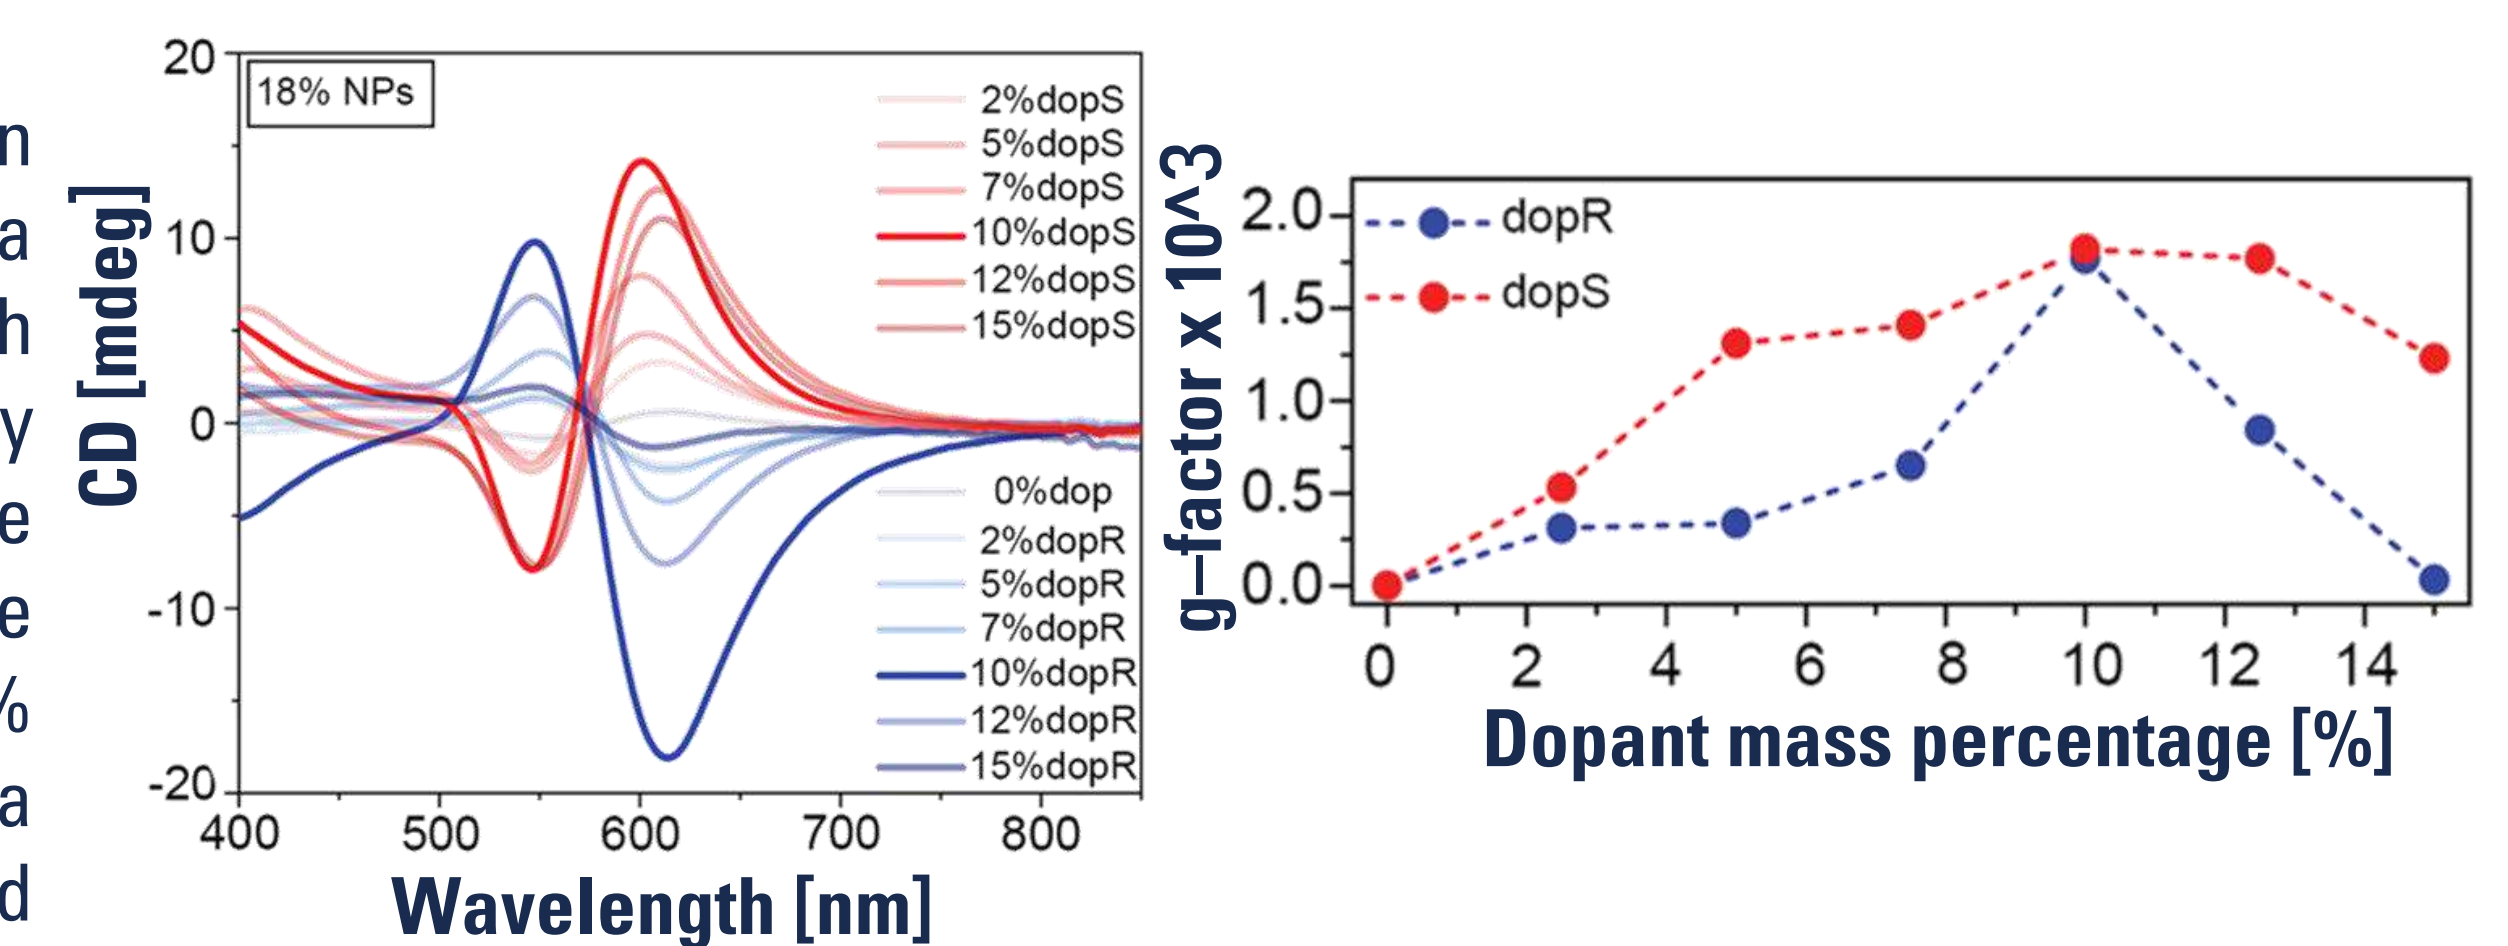 n
a
h
y
e
e
%
a
d
CD [mdeg]
20
10
0
-10
-20
18% NPs
2%dopS
5%dopS
7%dopS
10%dopS
12%dopS
15%dopS
0%dop
2%dopR
5%dopR
7%dopR
10%dopR
12%dopR
15%dopR
400 500 600 700 800
Wavelength [nm]
g–factor x 10^3
2.0
1.5
1.0
0.5
0.0
dopR
dopS
0 2 4 6 8 10 12 14
Dopant mass percentage [%]